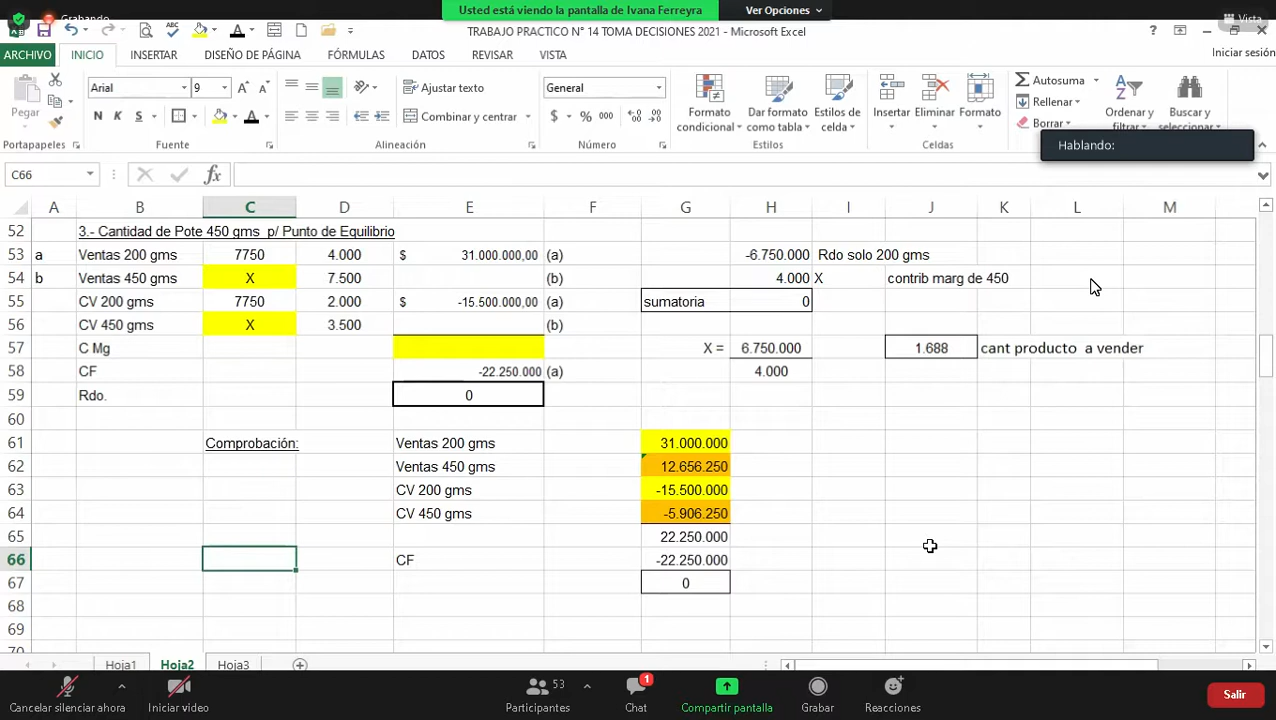 Grabando
Usted está viendo la pantalla de Ivana Ferreyra
Ver Opciones
Vista
TRABAJO PRACTICO N° 14 TOMA DECISIONES 2021 - Microsoft Excel
ARCHIVO INICIO INSERTAR DISEÑO DE PÁGINA FÓRMULAS DATOS REVISAR VISTA
Iniciar sesión
Pegar
Arial 9
N K S
Ajustar texto
Combinar y centrar
General
$ % 000
Formato condicional
Dar formato como tabla
Estilos de celda
Insertar
Eliminar
Formato
Autosuma
Rellenar
Borrar
Ordenar y filtrar
Buscar y seleccionar
Portapapeles Fuente Alineación Número Estilos Celdas
Hablando:
C66
fx
A B C D E F G H I J K L M
52 3.- Cantidad de Pote 450 gms p/ Punto de Equilibrio
53 a Ventas 200 gms 7750 4.000 $ 31.000.000,00 (a) -6.750.000 Rdo solo 200 gms
54 b Ventas 450 gms X 7.500 (b) 4.000 X contrib marg de 450
55 CV 200 gms 7750 2.000 $ -15.500.000,00 (a) sumatoria 0
56 CV 450 gms X 3.500 (b)
57 C Mg X = 6.750.000 1.688 cant producto a vender
58 CF -22.250.000 (a) 4.000
59 Rdo. 0
60
61 Comprobación: Ventas 200 gms 31.000.000
62 Ventas 450 gms 12.656.250
63 CV 200 gms -15.500.000
64 CV 450 gms -5.906.250
65 22.250.000
66 CF -22.250.000
67 0
68
69
70
Hoja1 Hoja2 Hoja3
Cancelar silenciar ahora
Iniciar video
53
Participantes
1
Chat
Compartir pantalla
Grabar
Reacciones
Salir